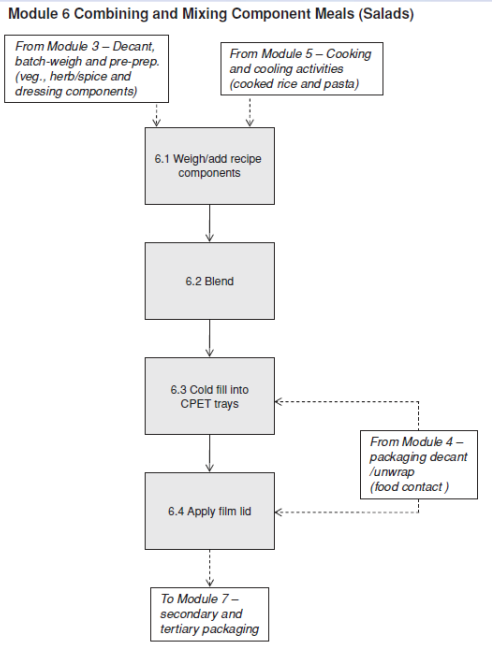 Module 6 Combining and Mixing Component Meals (Salads)
From Module 3 – Decant,
batch-weigh and pre-prep.
(veg., herb/spice and
dressing components)
From Module 5 – Cooking
and cooling activities
(cooked rice and pasta)
6.1 Weigh/add recipe
components
6.2 Blend
6.3 Cold fill into
CPET trays
From Module 4 –
packaging decant
/unwrap
(food contact )
6.4 Apply film lid
To Module 7 –
secondary and
tertiary packaging